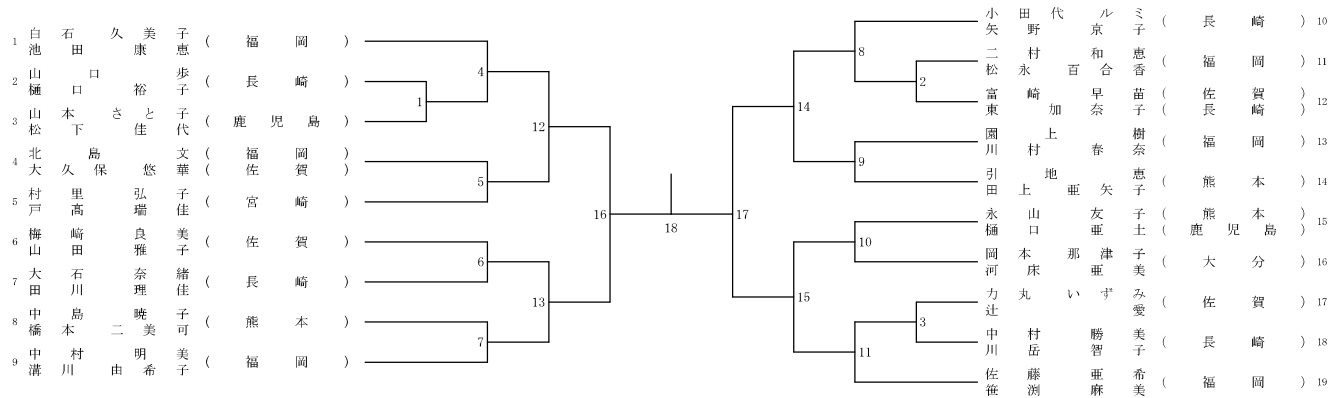 1 白石 久美子 ( 福岡 )
池田 康恵
2 山口 歩 ( 長崎 )
樋口 裕子
3 山本 さと子 ( 鹿児島 )
松下 佳代
4 北島 文 ( 福岡 )
大久保 悠華 ( 佐賀 )
5 村里 弘子 ( 宮崎 )
戸髙 瑞佳
6 梅﨑 良美 ( 佐賀 )
山田 雅子
7 大石 奈緒 ( 長崎 )
田川 理佳
8 中島 暁子 ( 熊本 )
橋本 二美可
9 中村 明美 ( 福岡 )
溝川 由希子
1
4
5
6
7
12
13
16
18
17
14
15
8
2
9
10
3
11
小田代 ルミ ( 長崎 ) 10
矢野 京子
二村 和恵 ( 福岡 ) 11
松永 百合香
富崎 早苗 ( 佐賀 ) 12
東 加奈子 ( 長崎 )
園上 樹 ( 福岡 ) 13
川村 春奈
引地 恵 ( 熊本 ) 14
田上 亜矢子
永山 友子 ( 熊本 ) 15
樋口 亜土 ( 鹿児島 )
岡本 那津子 ( 大分 ) 16
河床 亜美
力丸 いずみ ( 佐賀 ) 17
辻 愛
中村 勝美 ( 長崎 ) 18
川岳 智子
佐藤 亜希 ( 福岡 ) 19
笹渕 麻美